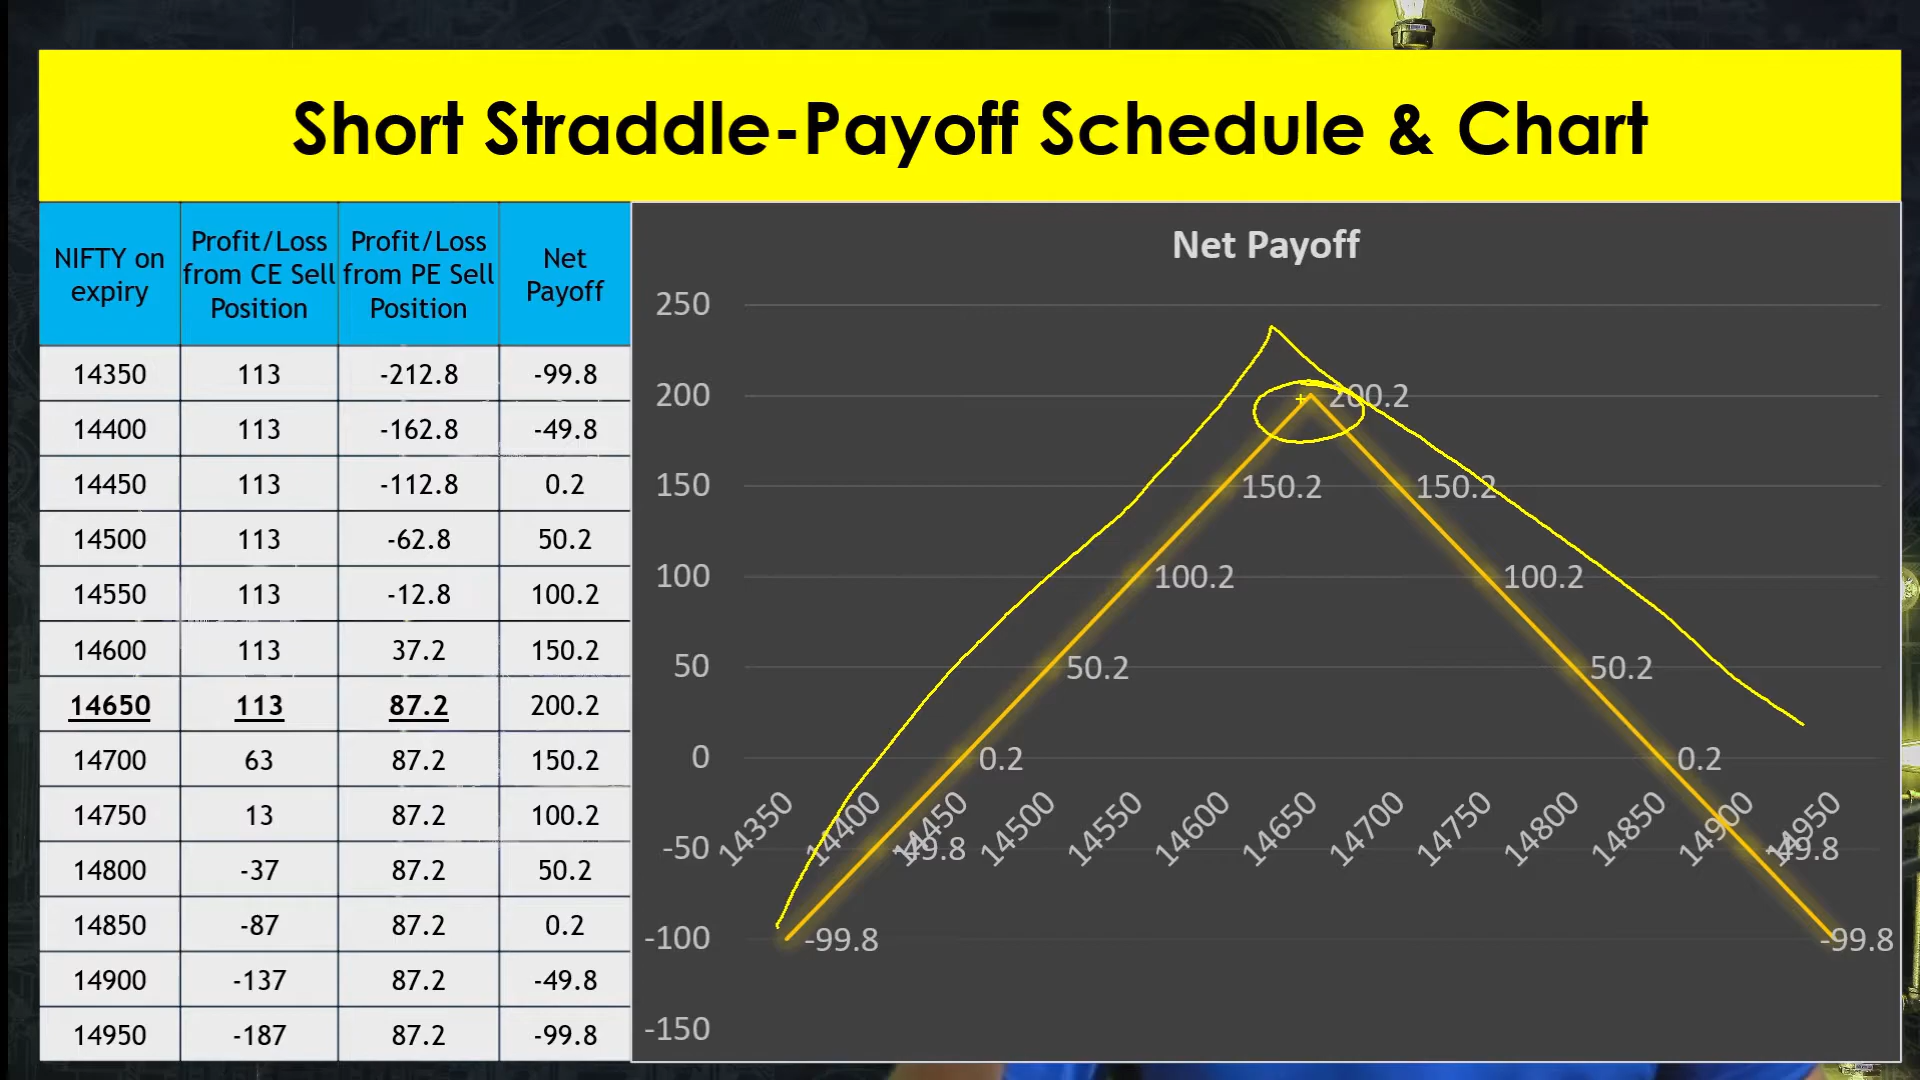 Short Straddle-Payoff Schedule & Chart
NIFTY on expiry | Profit/Loss from CE Sell Position | Profit/Loss from PE Sell Position | Net Payoff
14350 113 -212.8 -99.8
14400 113 -162.8 -49.8
14450 113 -112.8 0.2
14500 113 -62.8 50.2
14550 113 -12.8 100.2
14600 113 37.2 150.2
14650 113 87.2 200.2
14700 63 87.2 150.2
14750 13 87.2 100.2
14800 -37 87.2 50.2
14850 -87 87.2 0.2
14900 -137 87.2 -49.8
14950 -187 87.2 -99.8
Net Payoff
250
200
150
100
50
0
-50
-100
-150
14350 14400 14450 14500 14550 14600 14650 14700 14750 14800 14850 14900 14950
200.2
150.2 150.2
100.2 100.2
50.2 50.2
0.2 0.2
-49.8 -49.8
-99.8 -99.8